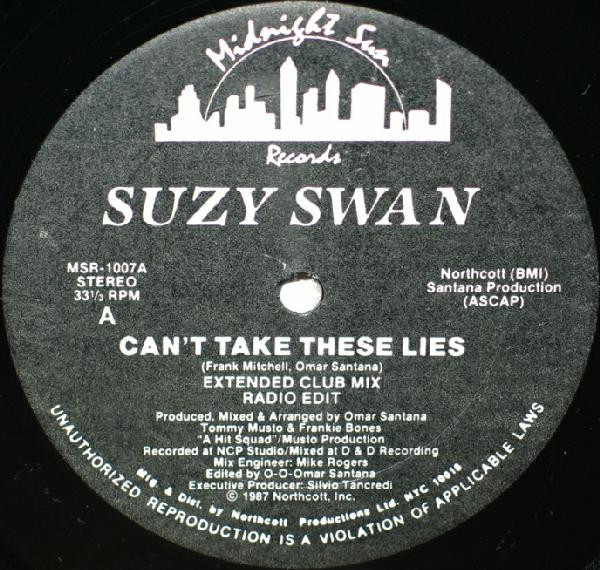 Midnight Sun
Records
SUZY SWAN
MSR-1007A
STEREO
33⅓ RPM
A
Northcott (BMI)
Santana Production
(ASCAP)
CAN'T TAKE THESE LIES
(Frank Mitchell, Omar Santana)
EXTENDED CLUB MIX
RADIO EDIT
Produced, Mixed & Arranged by Omar Santana
Tommy Musto & Frankie Bones
"A Hit Squad"/Musto Production
Recorded at NCP Studio/Mixed at D & D Recording
Mix Engineer: Mike Rogers
Edited by O-O-Omar Santana
Executive Producer: Silvio Tancredi
© 1987 Northcott, Inc.
Mfg. & Dist. by Northcott Productions Ltd. NYC 10018
UNAUTHORIZED REPRODUCTION IS A VIOLATION OF APPLICABLE LAWS